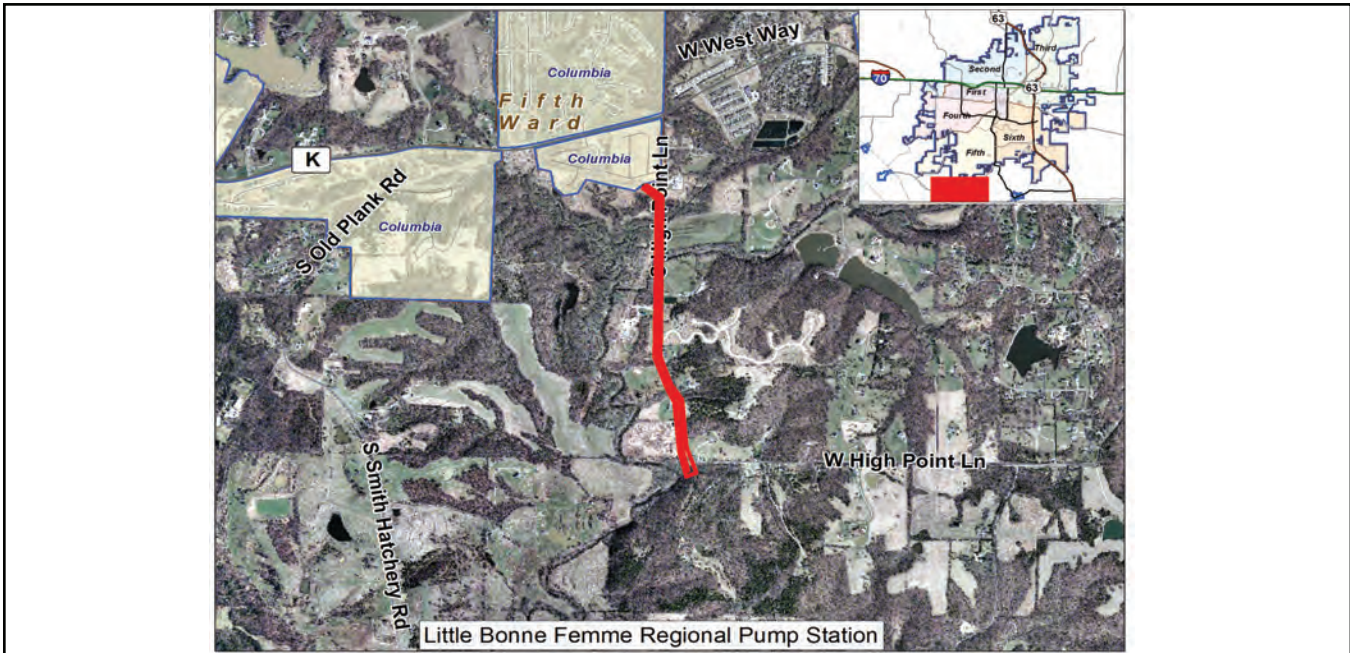 W West Way
Columbia
Fifth
Ward
Columbia
K
S Old Plank Rd
Columbia
S High Point Ln
W High Point Ln
S Smith Hatchery Rd
Little Bonne Femme Regional Pump Station
63
Third
Second
70
63
First
Fourth
Sixth
Fifth